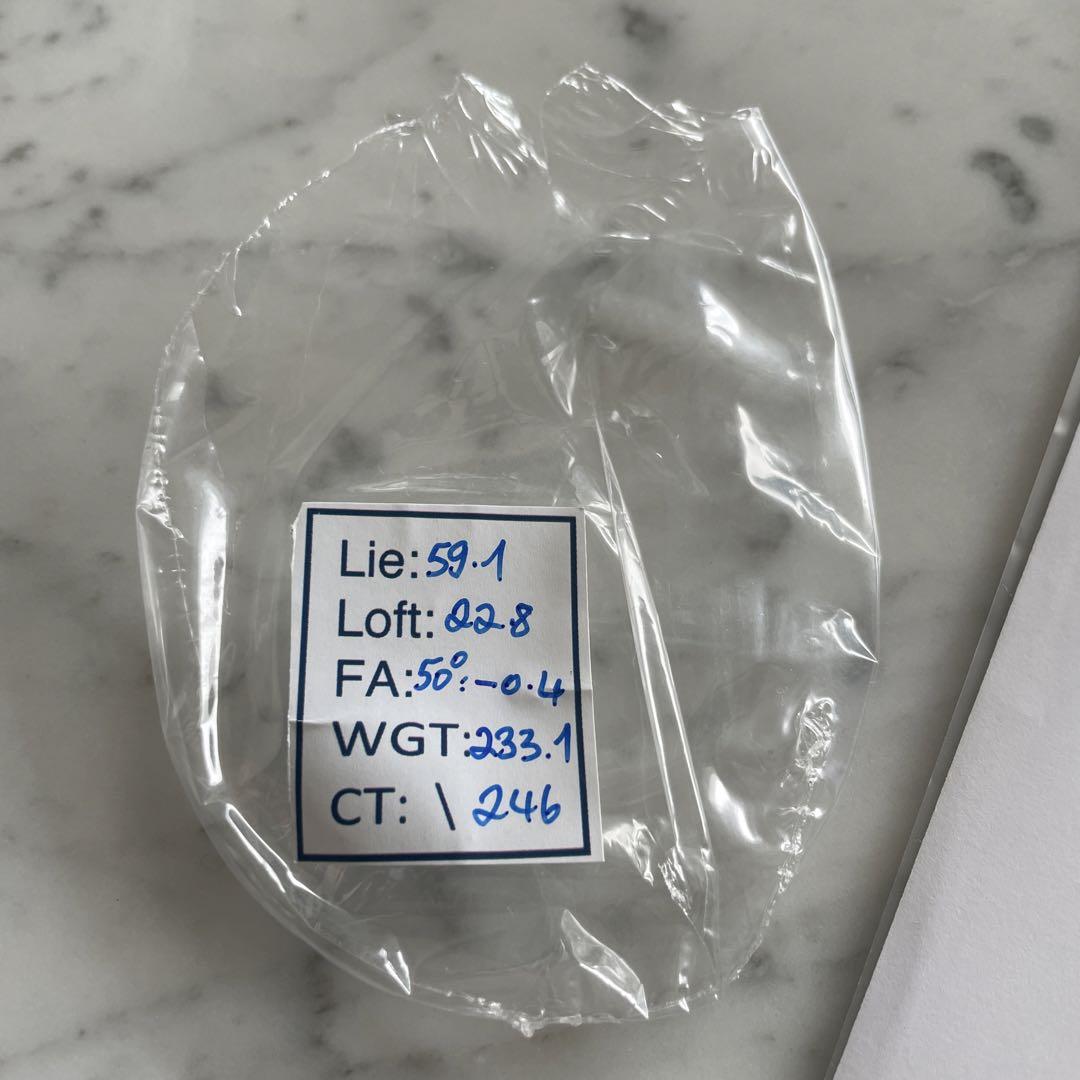 Lie: 59.1
Loft: 22.8
FA: 50°: -0.4
WGT: 233.1
CT: \ 246